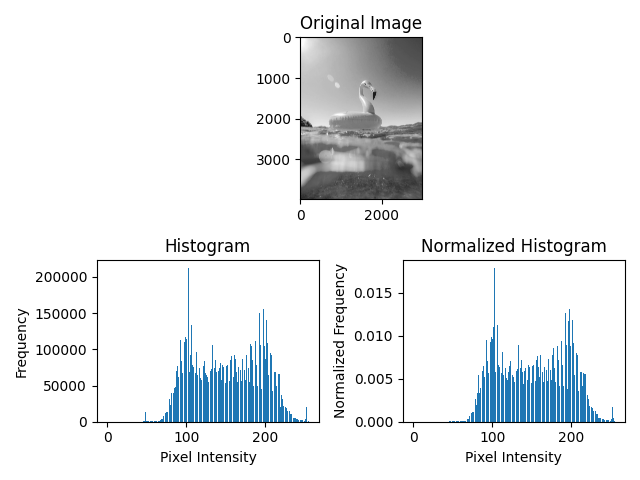 Original Image
0
1000
2000
3000
0 2000
Histogram
Frequency
200000
150000
100000
50000
0
0 100 200
Pixel Intensity
Normalized Histogram
Normalized Frequency
0.015
0.010
0.005
0.000
0 100 200
Pixel Intensity